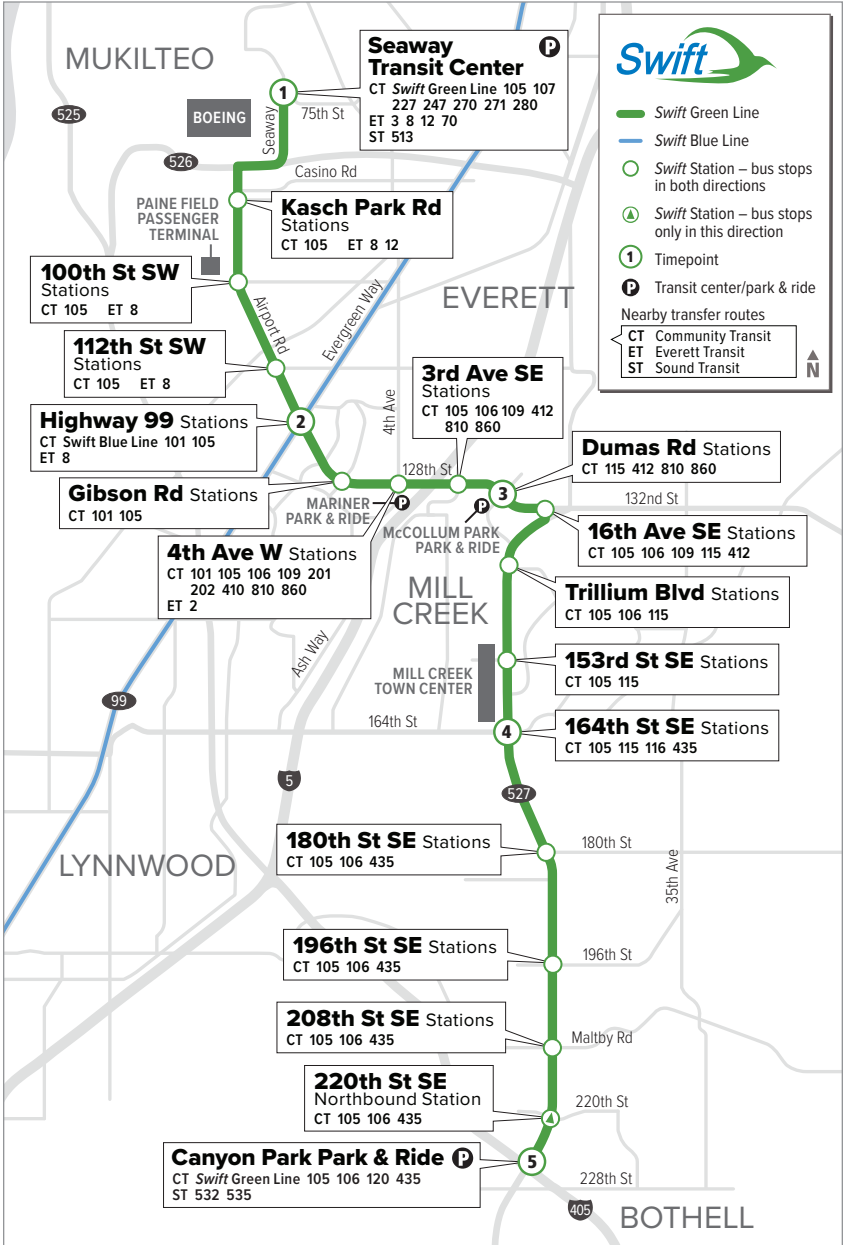 MUKILTEO
Seaway
Transit Center
P
CT Swift Green Line 105 107
227 247 270 271 280
ET 3 8 12 70
ST 513
Swift
Swift Green Line
Swift Blue Line
Swift Station – bus stops
in both directions
Swift Station – bus stops
only in this direction
1 Timepoint
P Transit center/park & ride
Nearby transfer routes
CT Community Transit
ET Everett Transit
ST Sound Transit
N
1
525
BOEING
Seaway
75th St
526
Casino Rd
PAINE FIELD
PASSENGER
TERMINAL
Kasch Park Rd
Stations
CT 105 ET 8 12
100th St SW
Stations
CT 105 ET 8
Airport Rd
Evergreen Way
EVERETT
112th St SW
Stations
CT 105 ET 8
3rd Ave SE
Stations
CT 105 106 109 412
810 860
4th Ave
Highway 99 Stations
CT Swift Blue Line 101 105
ET 8
2
Dumas Rd Stations
CT 115 412 810 860
128th St
3
Gibson Rd Stations
CT 101 105
MARINER
PARK & RIDE
P
P
McCOLLUM PARK
PARK & RIDE
132nd St
16th Ave SE Stations
CT 105 106 109 115 412
4th Ave W Stations
CT 101 105 106 109 201
202 410 810 860
ET 2
MILL
CREEK
Trillium Blvd Stations
CT 105 106 115
Ash Way
MILL CREEK
TOWN CENTER
153rd St SE Stations
CT 105 115
99
164th St
4
164th St SE Stations
CT 105 115 116 435
5
527
LYNNWOOD
180th St SE Stations
CT 105 106 435
180th St
35th Ave
196th St SE Stations
CT 105 106 435
196th St
208th St SE Stations
CT 105 106 435
Maltby Rd
220th St SE
Northbound Station
CT 105 106 435
220th St
Canyon Park Park & Ride P
CT Swift Green Line 105 106 120 435
ST 532 535
5
228th St
405
BOTHELL